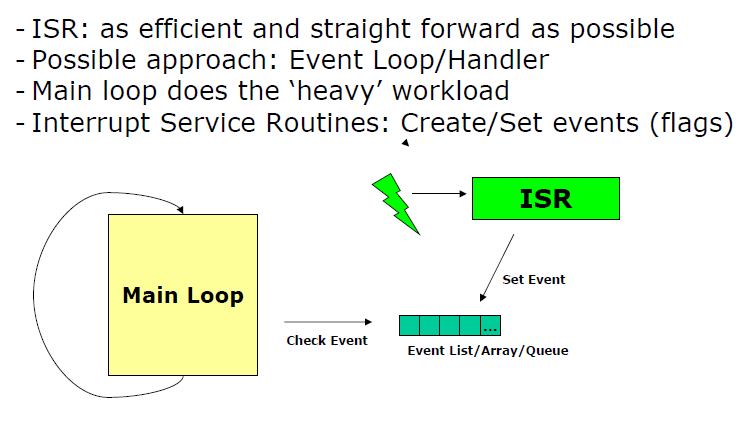 - ISR: as efficient and straight forward as possible
- Possible approach: Event Loop/Handler
- Main loop does the ‘heavy’ workload
- Interrupt Service Routines: Create/Set events (flags)
ISR
Set Event
Main Loop
...
Check Event
Event List/Array/Queue